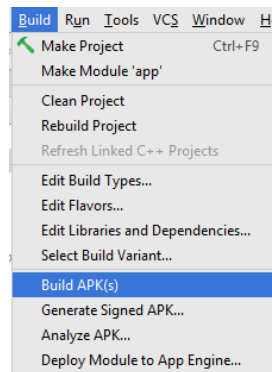 Build Run Tools VCS Window H
Make Project Ctrl+F9
Make Module 'app'
Clean Project
Rebuild Project
Refresh Linked C++ Projects
Edit Build Types...
Edit Flavors...
Edit Libraries and Dependencies...
Select Build Variant...
Build APK(s)
Generate Signed APK...
Analyze APK...
Deploy Module to App Engine...